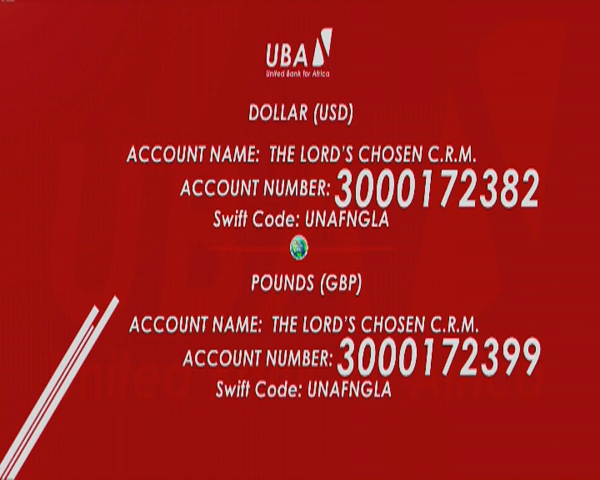 UBA
United Bank for Africa
DOLLAR (USD)
ACCOUNT NAME: THE LORD'S CHOSEN C.R.M.
ACCOUNT NUMBER: 3000172382
Swift Code: UNAFNGLA
POUNDS (GBP)
ACCOUNT NAME: THE LORD'S CHOSEN C.R.M.
ACCOUNT NUMBER: 3000172399
Swift Code: UNAFNGLA